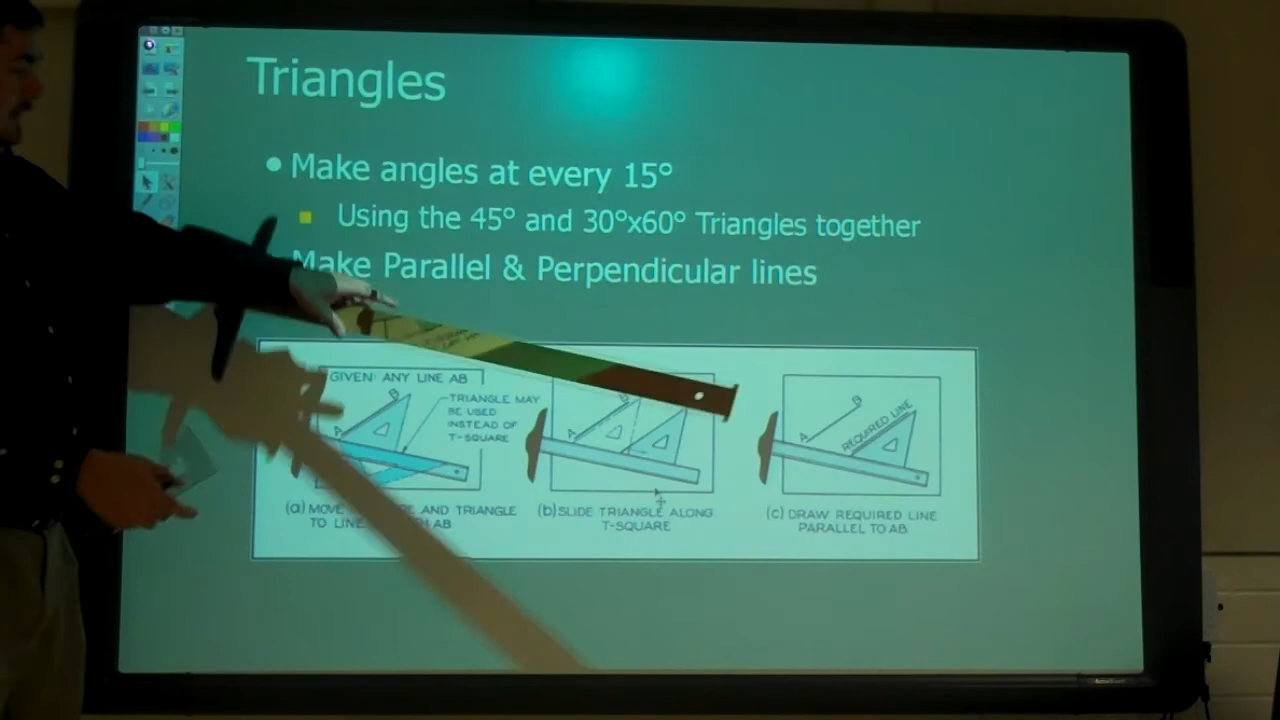 Triangles
Make angles at every 15°
Using the 45° and 30°x60° Triangles together
Make Parallel & Perpendicular lines
GIVEN: ANY LINE AB
TRIANGLE MAY
BE USED
INSTEAD OF
T-SQUARE
A
B
A
B
A
B
REQUIRED LINE
(a) MOVE AND TRIANGLE
TO LINE AB
(b) SLIDE TRIANGLE ALONG
T-SQUARE
(c) DRAW REQUIRED LINE
PARALLEL TO AB